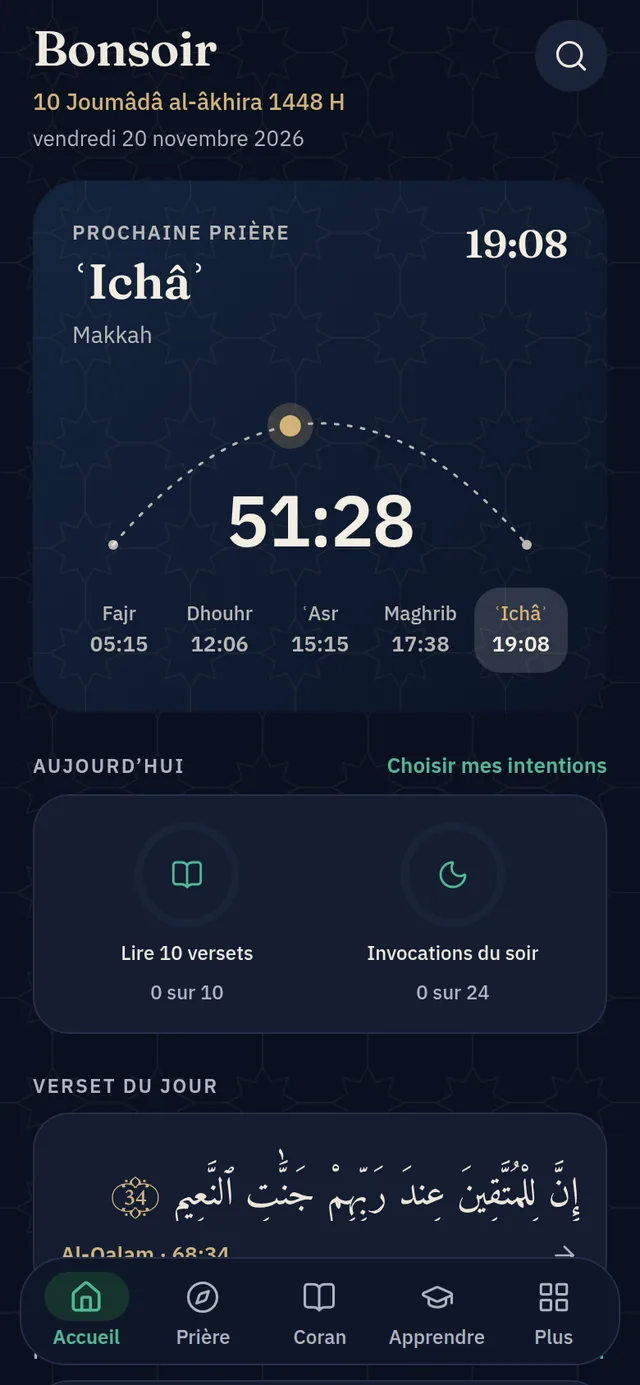 Bonsoir
10 Joumâdâ al-âkhira 1448 H
vendredi 20 novembre 2026
PROCHAINE PRIÈRE
19:08
ʿIchâʾ
Makkah
51:28
Fajr Dhouhr ʿAsr Maghrib ʿIchâʾ
05:15 12:06 15:15 17:38 19:08
AUJOURD’HUI Choisir mes intentions
Lire 10 versets Invocations du soir
0 sur 10 0 sur 24
VERSET DU JOUR
إِنَّ لِلْمُتَّقِينَ عِندَ رَبِّهِمْ جَنَّـٰتِ ٱلنَّعِيمِ 34
Al-Qalam · 68:34
Accueil Prière Coran Apprendre Plus